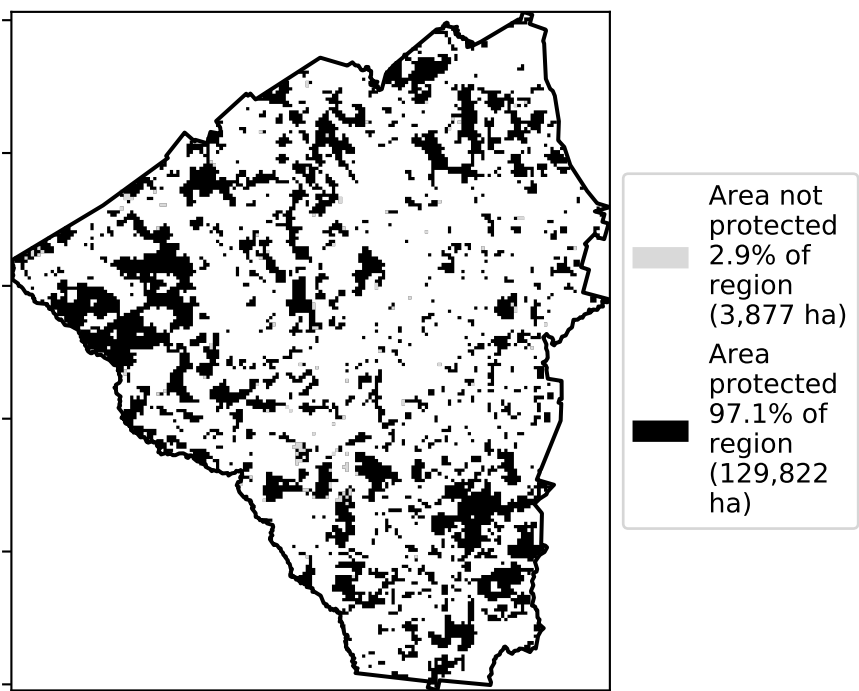 Area not
protected
2.9% of
region
(3,877 ha)
Area
protected
97.1% of
region
(129,822
ha)